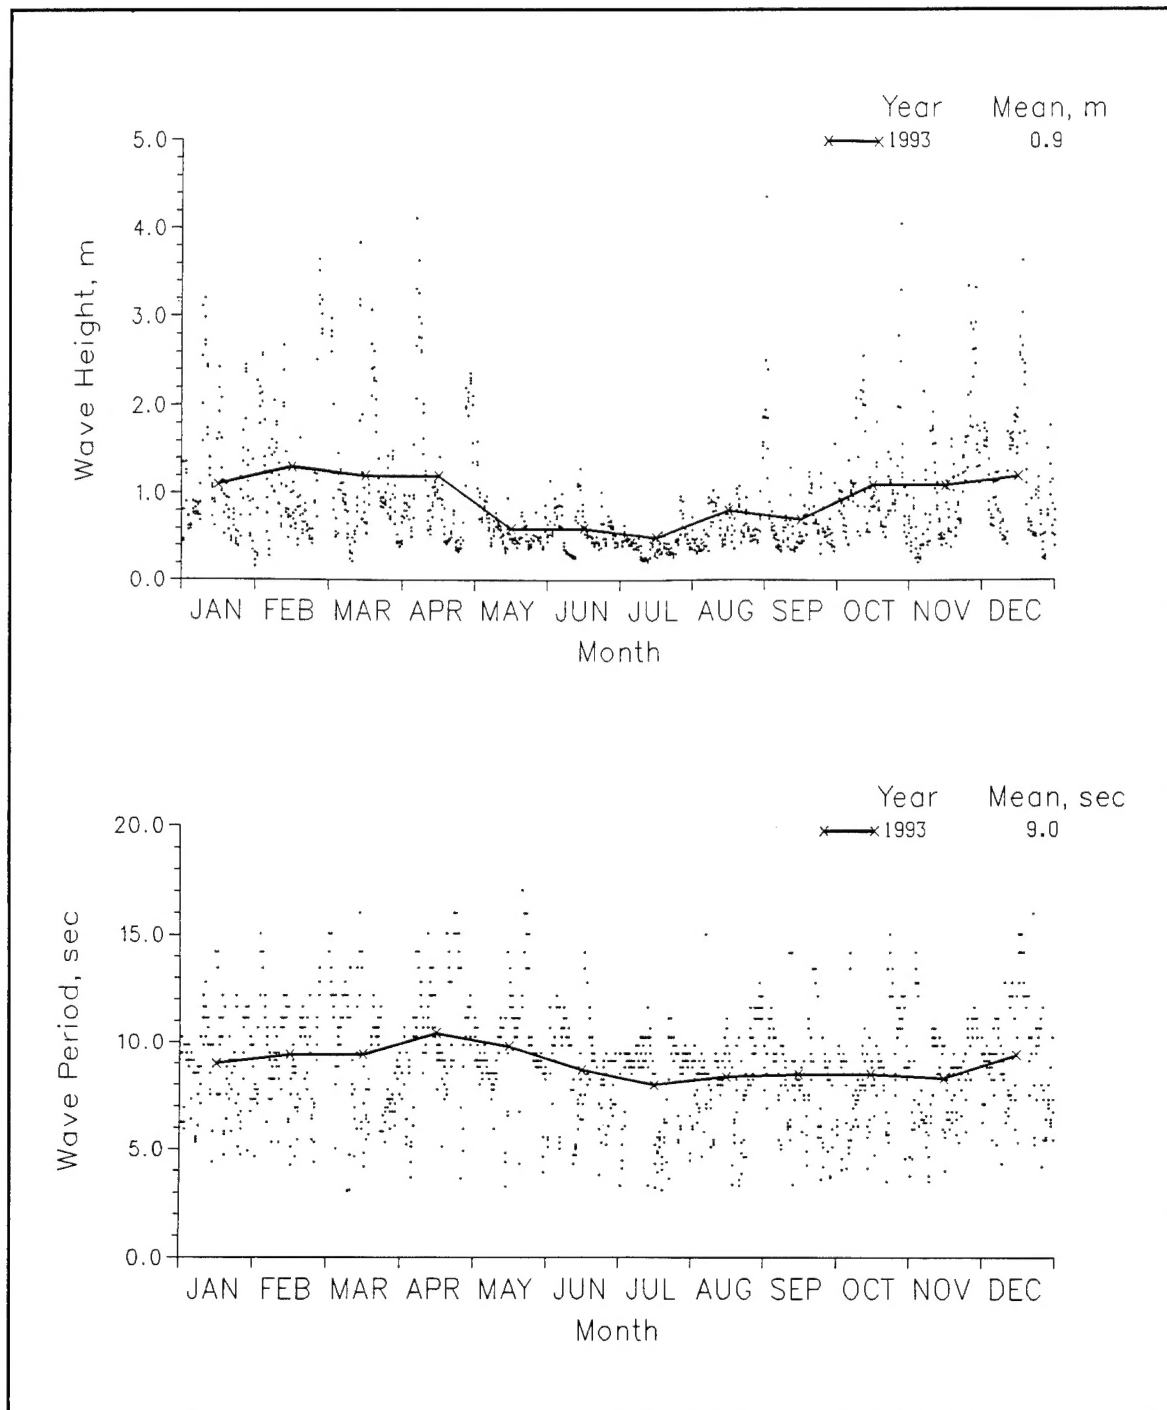 Year Mean, m
1993 0.9
5.0
4.0
3.0
2.0
1.0
0.0
Wave Height, m
JAN FEB MAR APR MAY JUN JUL AUG SEP OCT NOV DEC
Month
Year Mean, sec
1993 9.0
20.0
15.0
10.0
5.0
0.0
Wave Period, sec
JAN FEB MAR APR MAY JUN JUL AUG SEP OCT NOV DEC
Month